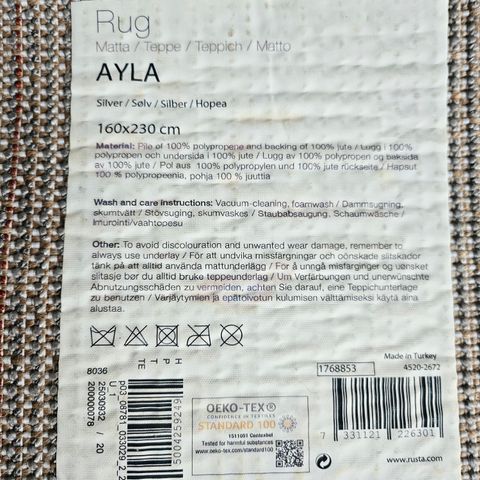 Rug
Matta / Teppe / Teppich / Matto
AYLA
Silver / Sølv / Silber / Hopea
160x230 cm
Material: Pile of 100% polypropene and backing of 100% jute / Lugg i 100%
polypropen och undersida i 100% jute / Lugg av 100% polypropen og bakside
av 100% jute / Pol aus 100% polypropylen und 100% jute rückseite / Hapsut
100 % polypropeenia, pohja 100 % juuttia
Wash and care instructions: Vacuum-cleaning, foamwash / Dammsugning,
skumtvätt / Stövsuging, skumvaskes / Staubabsaugung, Schaumwäsche /
Imurointi/vaahtopesu
Other: To avoid discolouration and unwanted wear damage, remember to
always use underlay / För att undvika missfärgningar och oönskade slitskador
tänk på att alltid använda mattunderlägg / For å unngå misfarginger og uønsket
slitasje bør du alltid bruke teppeunderlag / Um Verfärbungen und unerwünschte
Abnutzungsschäden zu vermeiden, achten Sie darauf, eine Teppichunterlage
zu benutzen / Värjäytymien ja epätoivotun kulumisen välttämiseksi käytä aina
alustaa.
8036
25030932 / 20
200000078
H P T TE
C_U_1
p03_08781_033029_2_2
5004259249
OEKO-TEX®
CONFIDENCE IN TEXTILES
STANDARD 100
1511051 Centexbel
Tested for harmful substances
www.oeko-tex.com/standard100
1768853
Made in Turkey
4520-2672
7 331121 226301
www.rusta.com